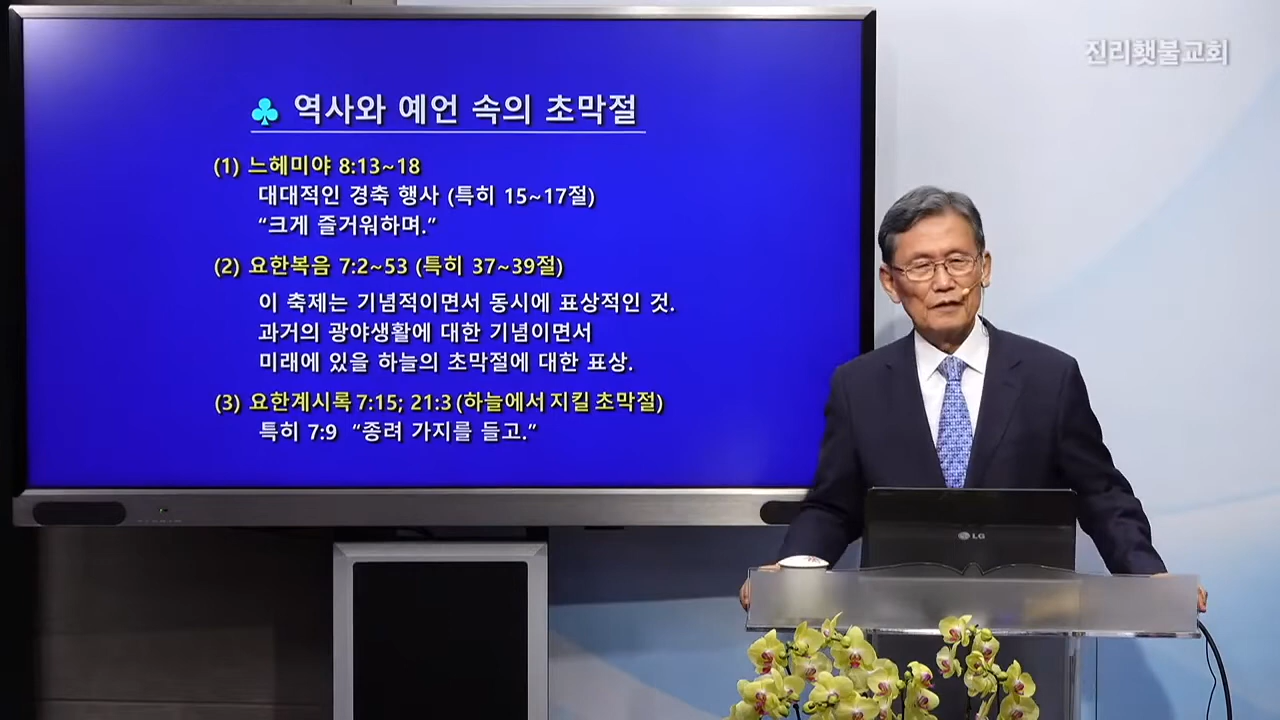 진리횃불교회
♣ 역사와 예언 속의 초막절
(1) 느헤미야 8:13~18
대대적인 경축 행사 (특히 15~17절)
“크게 즐거워하며.”
(2) 요한복음 7:2~53 (특히 37~39절)
이 축제는 기념적이면서 동시에 표상적인 것.
과거의 광야생활에 대한 기념이면서
미래에 있을 하늘의 초막절에 대한 표상.
(3) 요한계시록 7:15; 21:3 (하늘에서 지킬 초막절)
특히 7:9 “종려 가지를 들고.”
LG